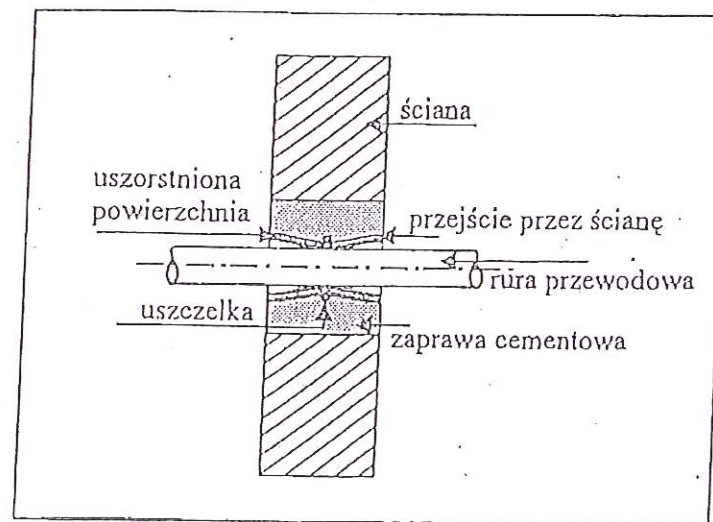 ściana
uszorstniona
powierzchnia
przejście przez ścianę
rura przewodowa
uszczelka
zaprawa cementowa